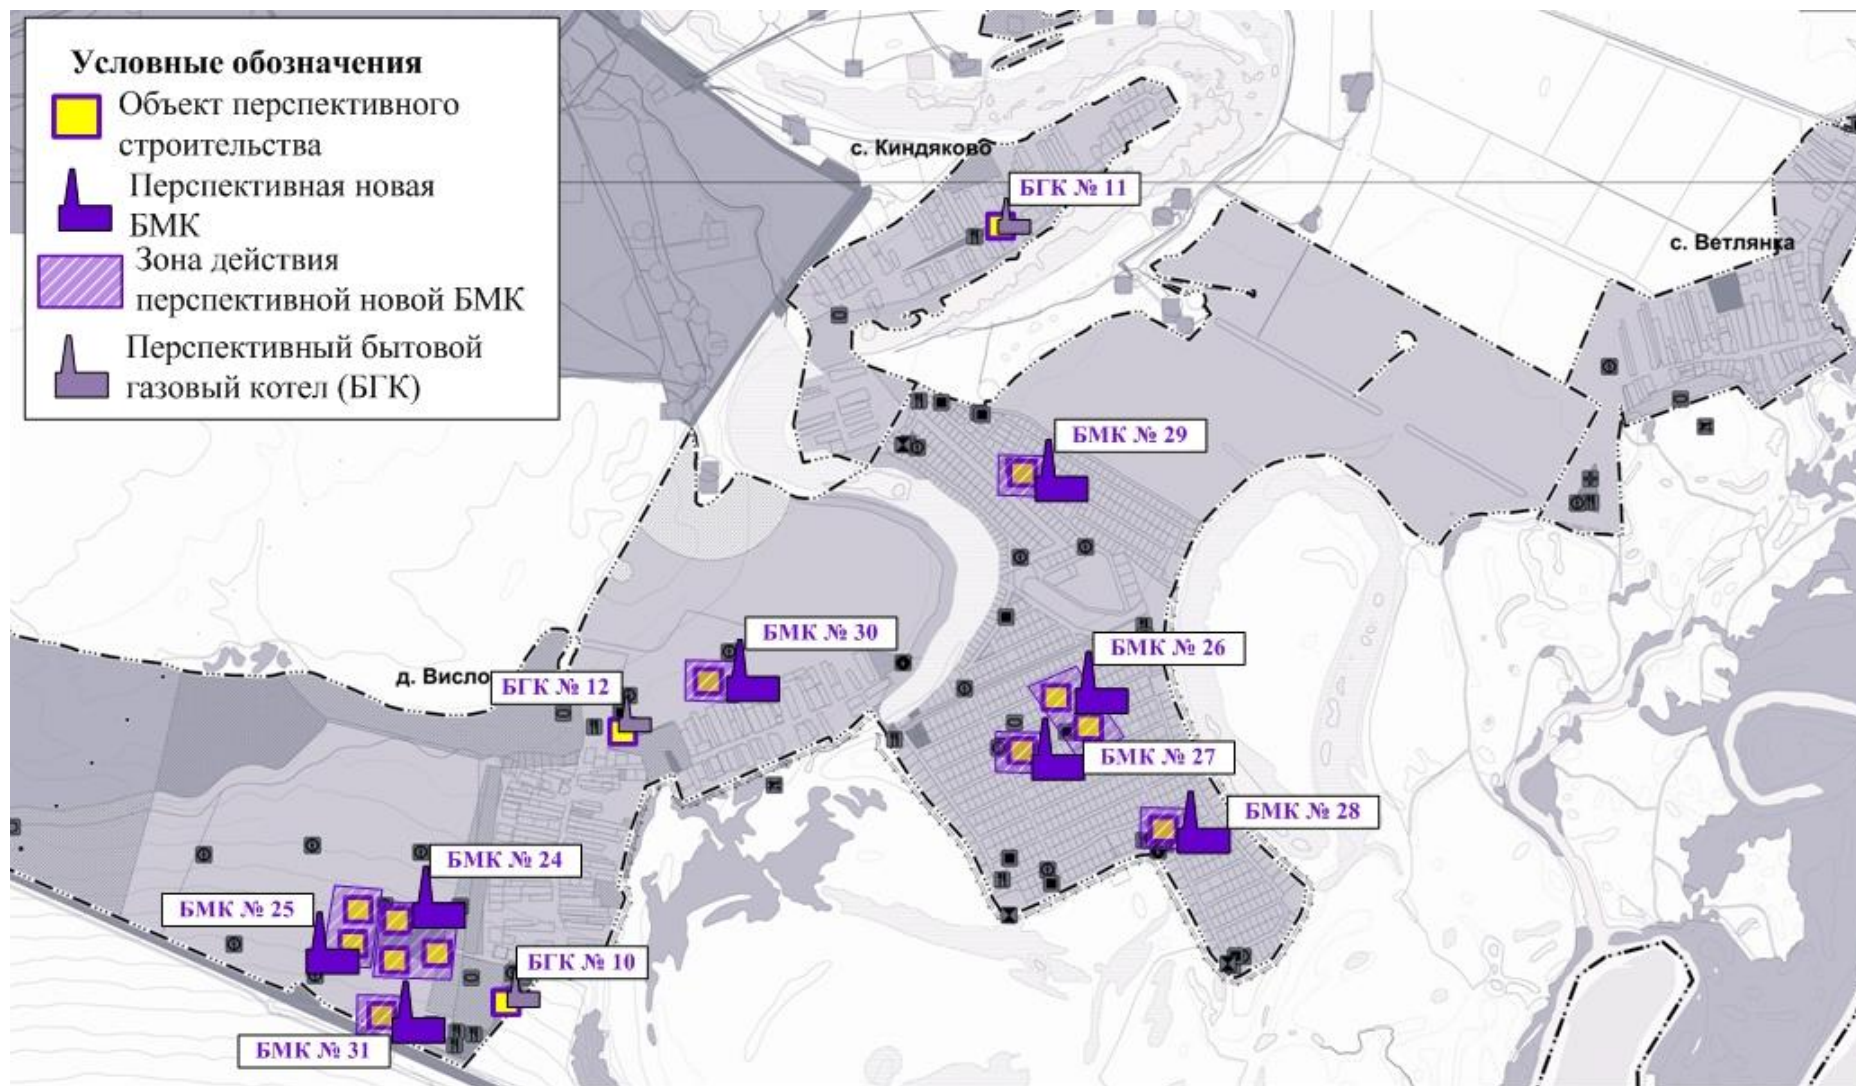 Условные обозначения
Объект перспективного
строительства
Перспективная новая
БМК
Зона действия
перспективной новой БМК
Перспективный бытовой
газовый котел (БГК)
с. Киндяково
БГК № 11
с. Ветлянка
БМК № 29
БМК № 30
БМК № 26
д. Висло
БГК № 12
БМК № 27
БМК № 28
БМК № 24
БМК № 25
БГК № 10
БМК № 31